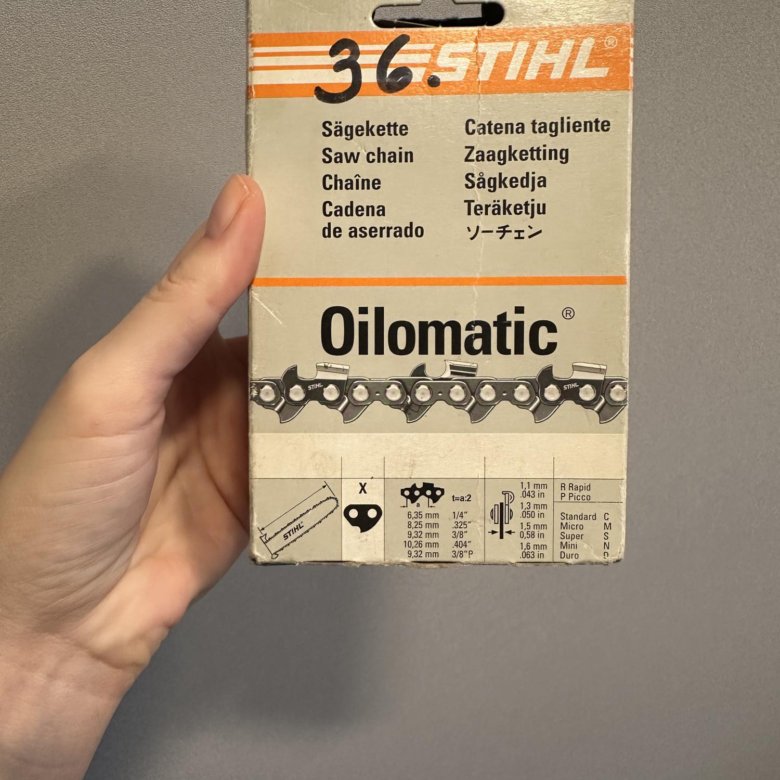 36. STIHL®
Sägekette
Saw chain
Chaîne
Cadena
de aserrado
Catena tagliente
Zaagketting
Sågkedja
Teräketju
ソーチェン
Oilomatic®
STIHL
STIHL
STIHL
X
a
t=a:2
6,35 mm 1/4"
8,25 mm .325"
9,32 mm 3/8"
10,26 mm .404"
9,32 mm 3/8"P
1,1 mm
.043 in
1,3 mm
.050 in
1,5 mm
0,58 in
1,6 mm
.063 in
R Rapid
P Picco
Standard C
Micro M
Super S
Mini N
Duro D